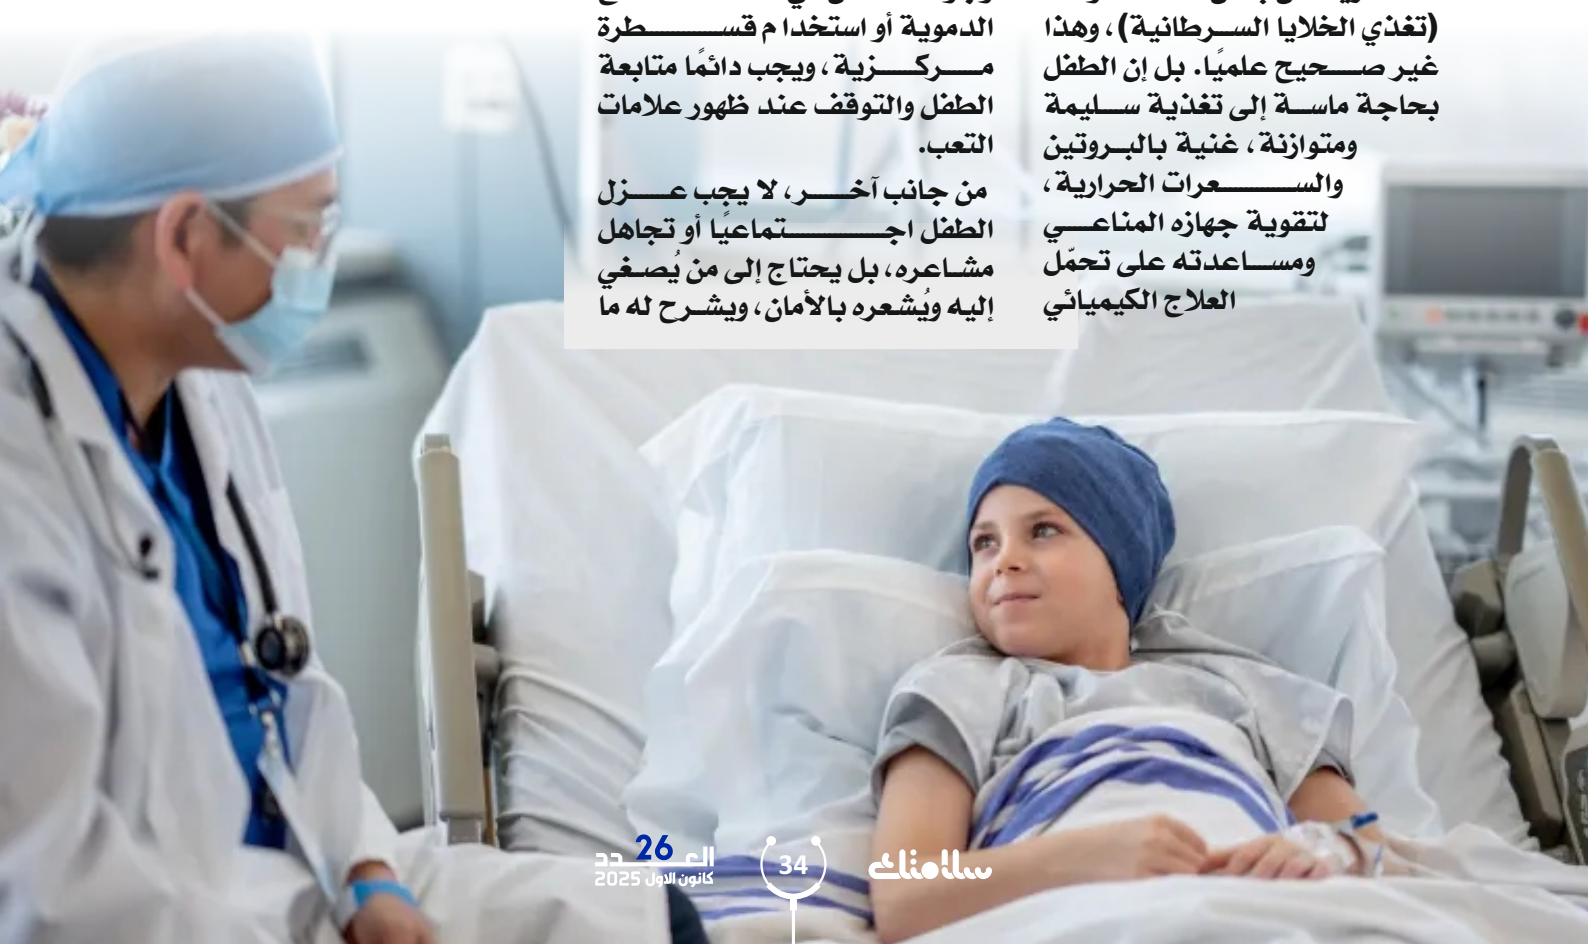 (تغذي الخلايا السرطانية)، وهذا
غير صحيح علميًا. بل إن الطفل
بحاجة ماسة إلى تغذية سليمة
ومتوازنة، غنية بالبروتين
والسعرات الحرارية،
لتقوية جهازه المناعي
ومساعدته على تحمّل
العلاج الكيميائي
الدموية أو استخدا م قسطرة
مركزية، ويجب دائمًا متابعة
الطفل والتوقف عند ظهور علامات
التعب.
من جانب آخر، لا يجب عزل
الطفل اجتماعيًا أو تجاهل
مشاعره، بل يحتاج إلى من يُصغي
إليه ويُشعره بالأمان، ويشرح له ما
سلامتك
34
العدد 26
كانون الاول 2025